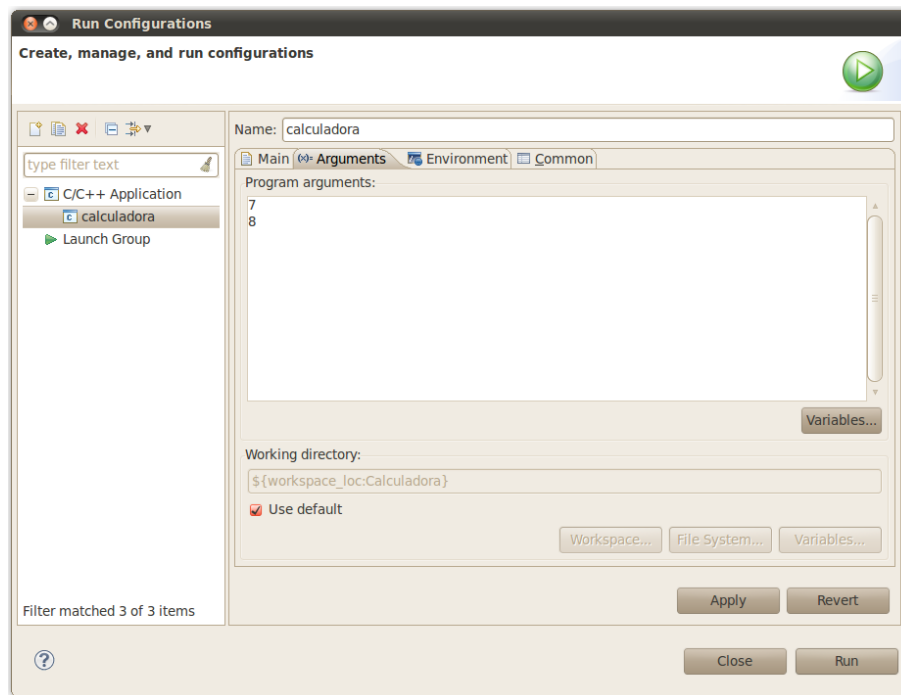 Run Configurations
Create, manage, and run configurations
Name: calculadora
type filter text
C/C++ Application
calculadora
Launch Group
Filter matched 3 of 3 items
Main Arguments Environment Common
Program arguments:
7
8
Variables...
Working directory:
${workspace_loc:Calculadora}
Use default
Workspace... File System... Variables...
Apply Revert
Close Run